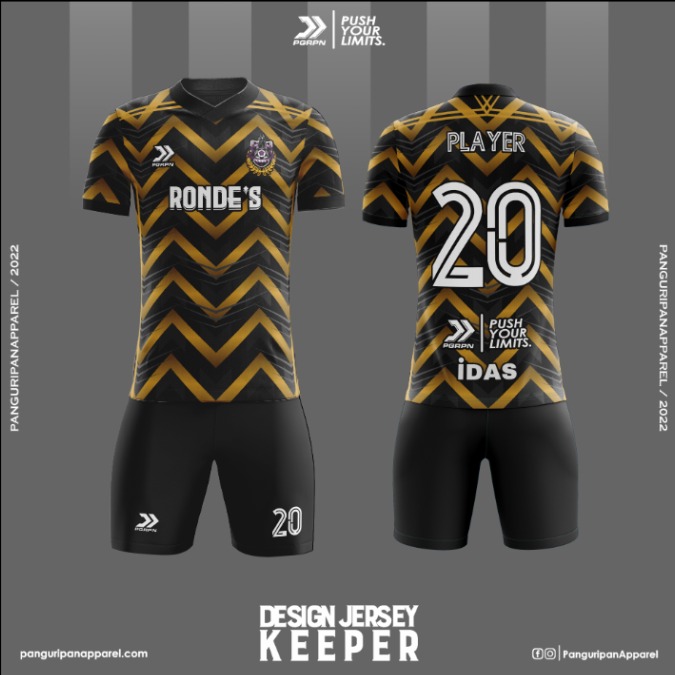 PGRPN
PUSH
YOUR
LIMITS.
PGRPN
RONDE'S
PLAYER
20
PGRPN
PUSH
YOUR
LIMITS.
İDAS
PGRPN
20
PANGURIPANAPPAREL / 2022
PANGURIPANAPPAREL / 2022
DESIGN JERSEY
KEEPER
panguripanapparel.com
PanguripanApparel